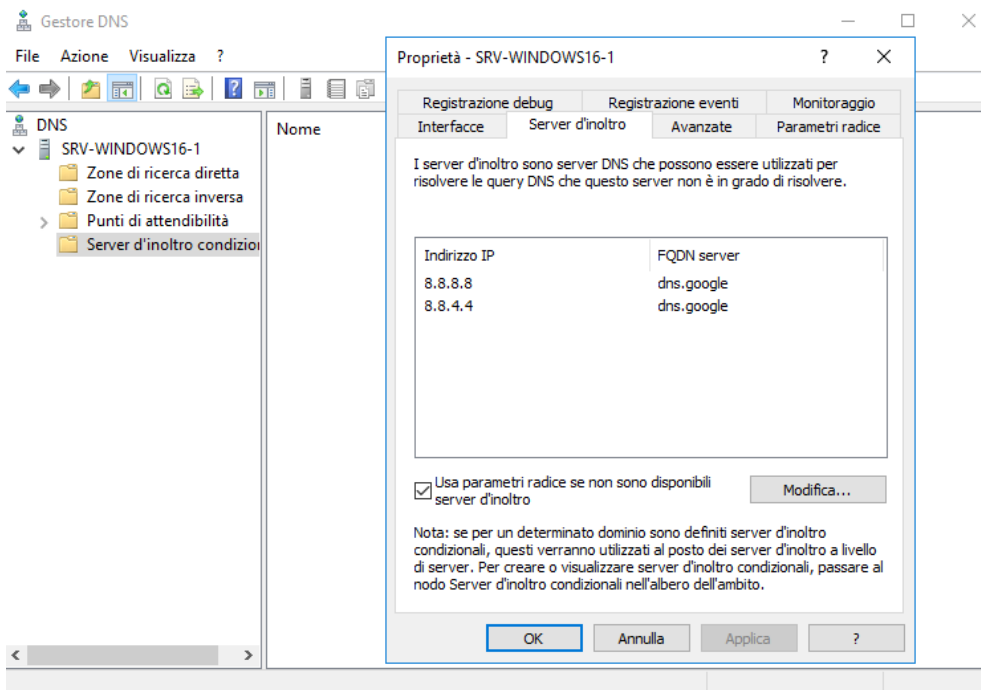 Gestore DNS
File Azione Visualizza ?
DNS
SRV-WINDOWS16-1
Zone di ricerca diretta
Zone di ricerca inversa
Punti di attendibilità
Server d'inoltro condizio
Nome
Proprietà - SRV-WINDOWS16-1 ?
Registrazione debug Registrazione eventi Monitoraggio
Interfacce Server d'inoltro Avanzate Parametri radice
I server d'inoltro sono server DNS che possono essere utilizzati per
risolvere le query DNS che questo server non è in grado di risolvere.
Indirizzo IP FQDN server
8.8.8.8 dns.google
8.8.4.4 dns.google
Usa parametri radice se non sono disponibili
server d'inoltro
Modifica...
Nota: se per un determinato dominio sono definiti server d'inoltro
condizionali, questi verranno utilizzati al posto dei server d'inoltro a livello
di server. Per creare o visualizzare server d'inoltro condizionali, passare al
nodo Server d'inoltro condizionali nell'albero dell'ambito.
OK Annulla Applica ?